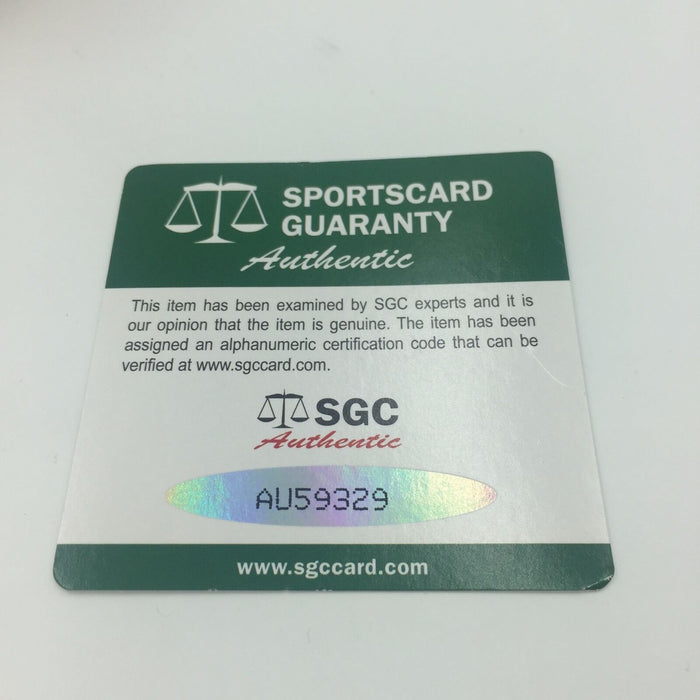 SPORTSCARD
GUARANTY
Authentic
This item has been examined by SGC experts and it is
our opinion that the item is genuine. The item has been
assigned an alphanumeric certification code that can be
verified at www.sgccard.com.
SGC
Authentic
AU59329
www.sgccard.com